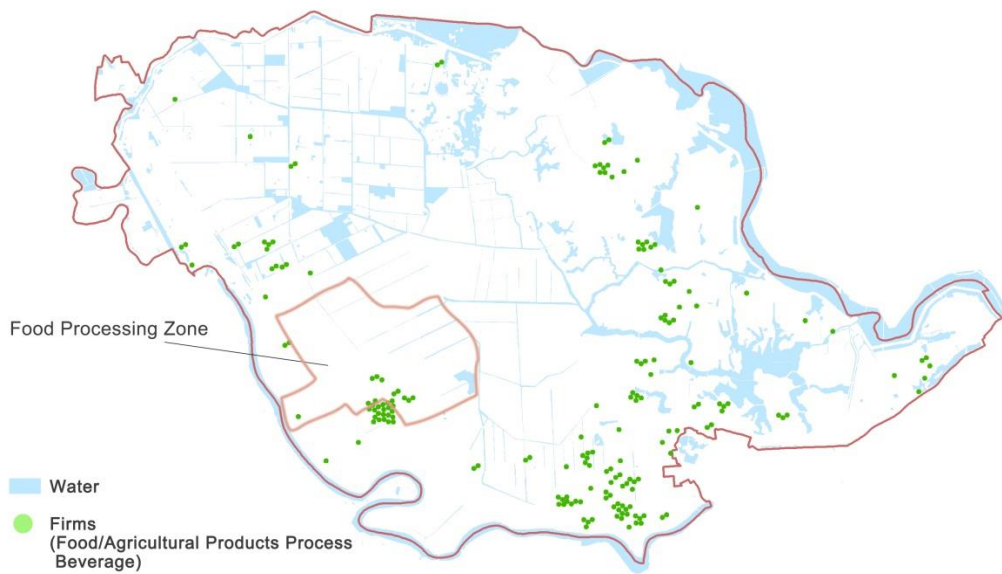 Food Processing Zone
Water
Firms
(Food/Agricultural Products Process
Beverage)